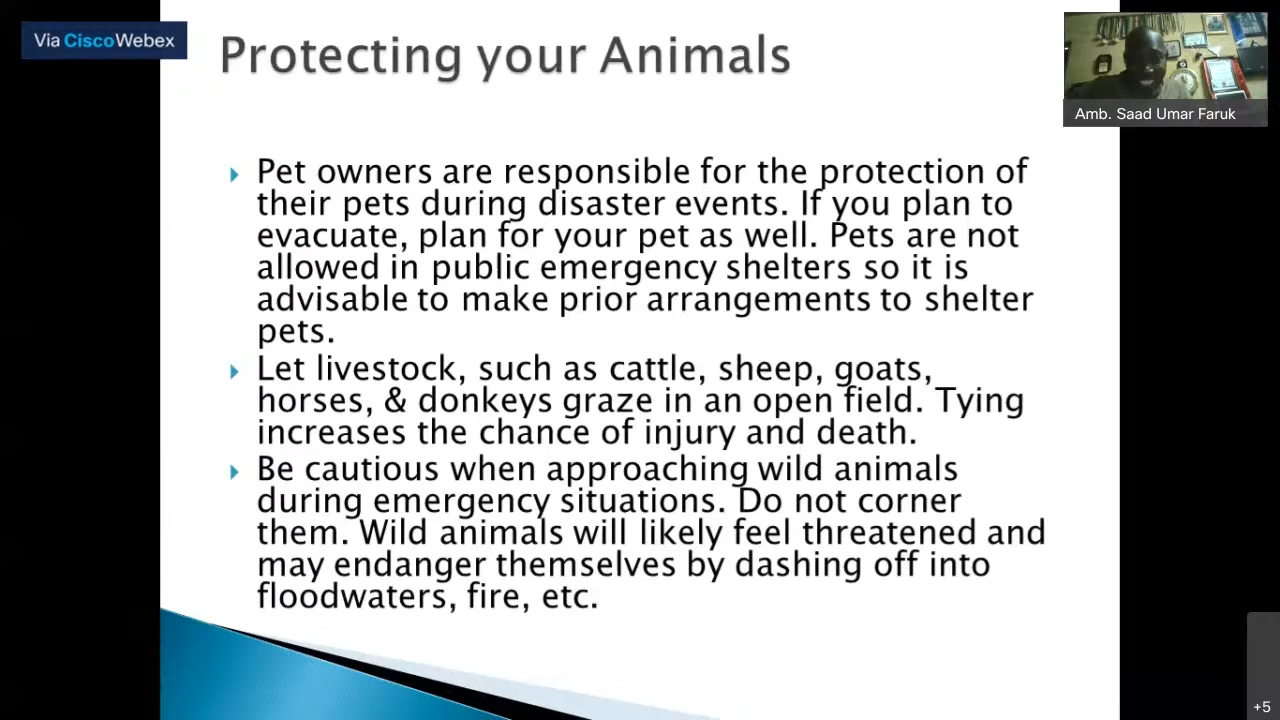 Via Cisco Webex
Protecting your Animals
Amb. Saad Umar Faruk
Pet owners are responsible for the protection of
their pets during disaster events. If you plan to
evacuate, plan for your pet as well. Pets are not
allowed in public emergency shelters so it is
advisable to make prior arrangements to shelter
pets.
Let livestock, such as cattle, sheep, goats,
horses, & donkeys graze in an open field. Tying
increases the chance of injury and death.
Be cautious when approaching wild animals
during emergency situations. Do not corner
them. Wild animals will likely feel threatened and
may endanger themselves by dashing off into
floodwaters, fire, etc.
+5